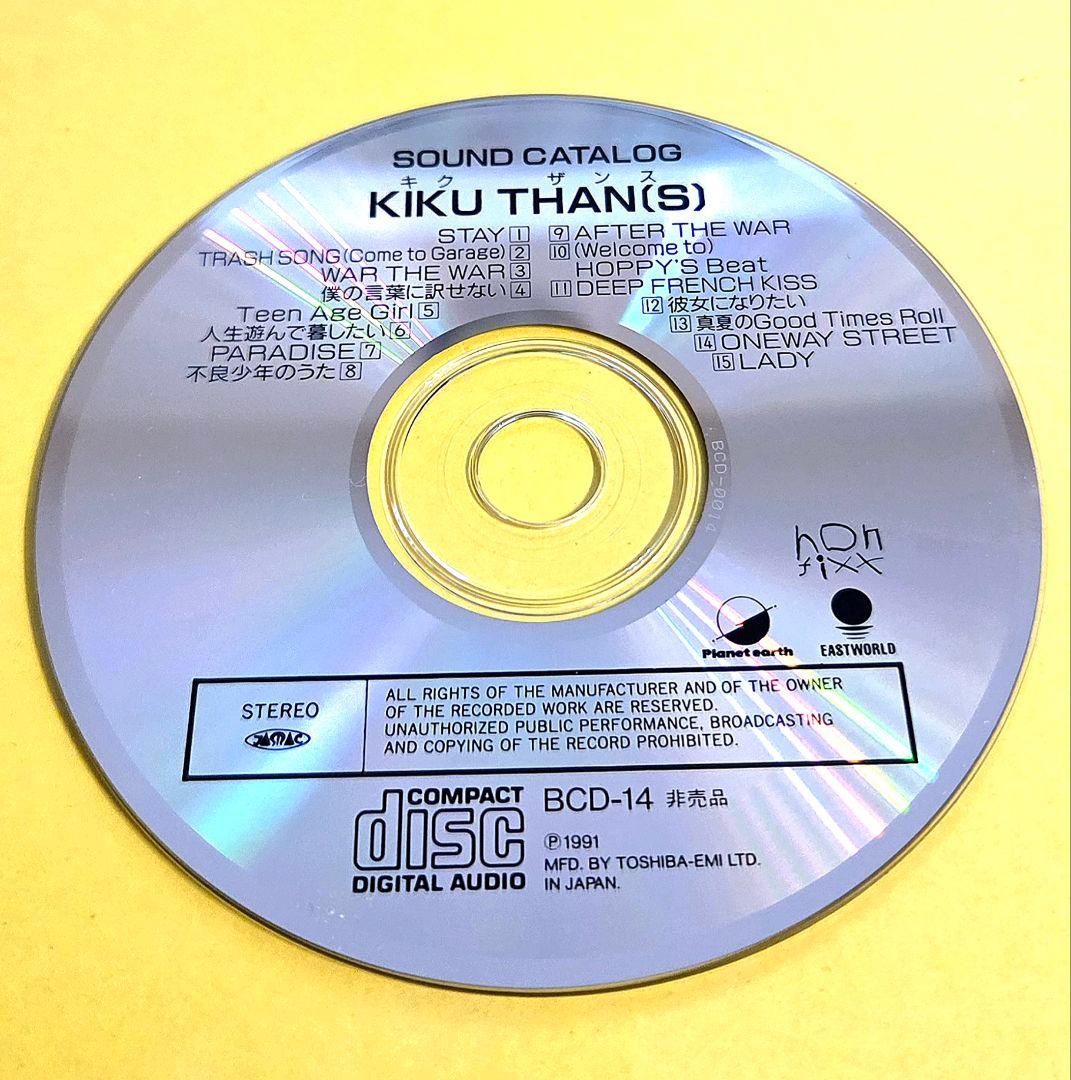 SOUND CATALOG
キク ザンス
KIKU THAN(S)
STAY 1
TRASH SONG (Come to Garage) 2
WAR THE WAR 3
僕の言葉に訳せない 4
Teen Age Girl 5
人生遊んで暮したい 6
PARADISE 7
不良少年のうた 8
9 AFTER THE WAR
10 (Welcome to)
HOPPY'S Beat
11 DEEP FRENCH KISS
12 彼女になりたい
13 真夏のGood Times Roll
14 ONEWAY STREET
15 LADY
BCD-0014
hOn
fixx
Planet earth
EASTWORLD
STEREO
JASRAC
ALL RIGHTS OF THE MANUFACTURER AND OF THE OWNER
OF THE RECORDED WORK ARE RESERVED.
UNAUTHORIZED PUBLIC PERFORMANCE, BROADCASTING
AND COPYING OF THE RECORD PROHIBITED.
COMPACT
disc
DIGITAL AUDIO
BCD-14 非売品
Ⓟ1991
MFD. BY TOSHIBA-EMI LTD.
IN JAPAN.